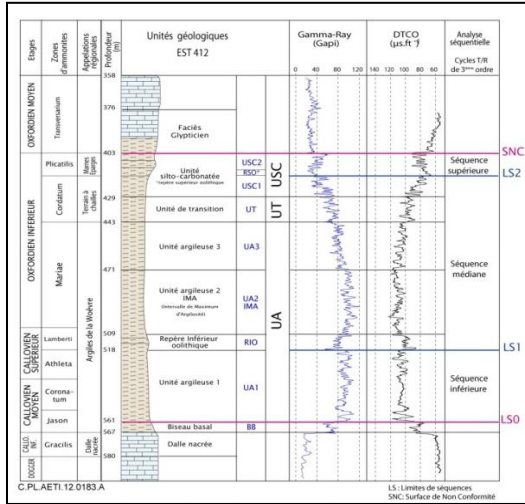 Etages
Zones d'ammonites
Appelations régionales
Profondeur (m)
Unités géologiques
EST 412
Gamma-Ray
(Gapi)
DTCO
(µs.ft⁻¹)
Analyse
séquentielle
Cycles T/R
de 3ème ordre
0 40 80 120
140 120 100 80 60
358
376
403
429
443
471
509
518
561
567
580
OXFORDIEN MOYEN
OXFORDIEN INFERIEUR
CALLOVIEN SUPERIEUR
CALLOVIEN MOYEN
CALLO. INF.
DOGGER
Transversarium
Plicatilis
Cordatum
Mariae
Lamberti
Athleta
Corona-
tum
Jason
Gracilis
Terrain à chailles
Argiles de la Woëvre
Dalle nacrée
Faciès
Glypticien
Unité
silto-carbonatée
Unité de transition
Unité argileuse 3
Unité argileuse 2
IMA
(Intervalle de Maximum
d'Argilosité)
Repère Inférieur
oolithique
Unité argileuse 1
Biseau basal
Dalle nacrée
USC2
RSO*
USC1
UT
UA3
UA2
IMA
RIO
UA1
BB
USC
UT
UA
Séquence
supérieure
Séquence
médiane
Séquence
inférieure
SNC
LS2
LS1
LS0
C.PL.AETI.12.0183.A
LS : Limites de séquences
SNC: Surface de Non Conformité